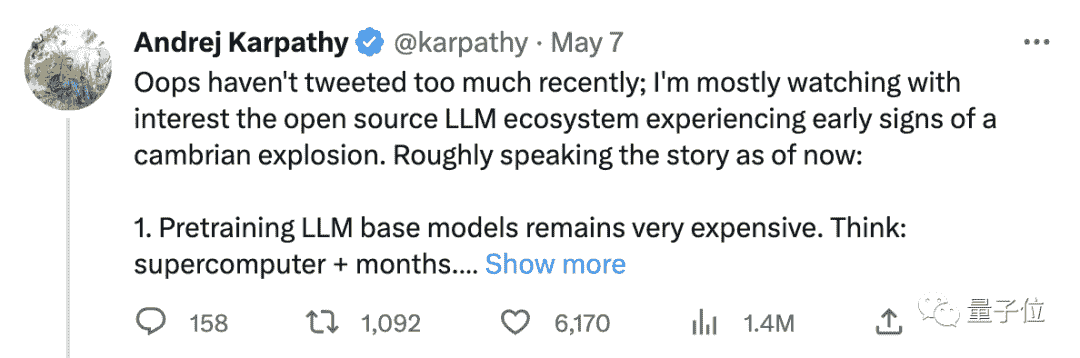 Andrej Karpathy @karpathy · May 7
Oops haven't tweeted too much recently; I'm mostly watching with
interest the open source LLM ecosystem experiencing early signs of a
cambrian explosion. Roughly speaking the story as of now:
1. Pretraining LLM base models remains very expensive. Think:
supercomputer + months.... Show more
158 1,092 6,170 1.4M
量子位